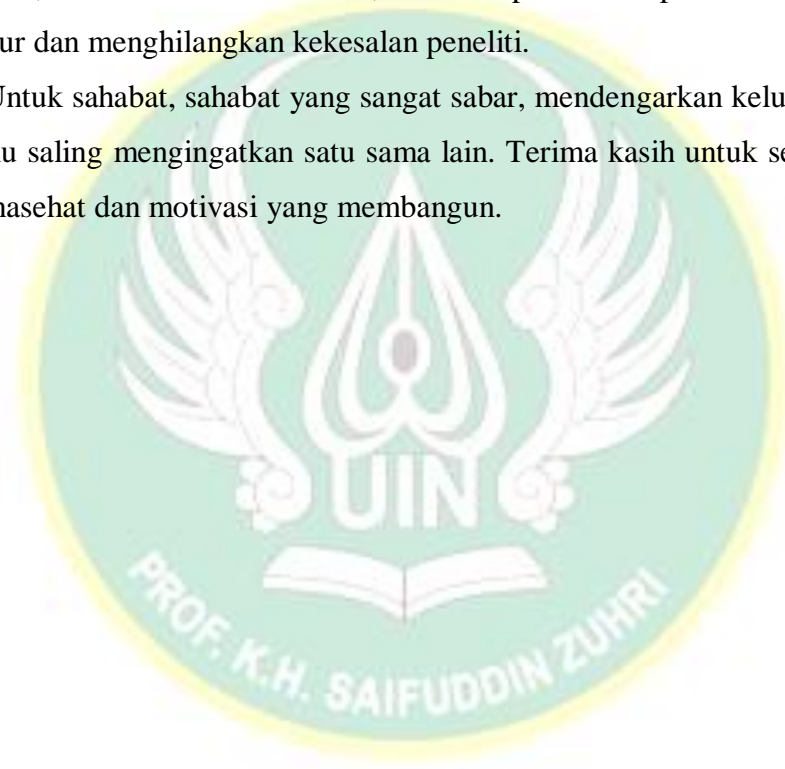 ur dan menghilangkan kekesalan peneliti.
Untuk sahabat, sahabat yang sangat sabar, mendengarkan kelu
u saling mengingatkan satu sama lain. Terima kasih untuk se
nasehat dan motivasi yang membangun.
UIN
PROF. K.H. SAIFUDDIN ZUHRI